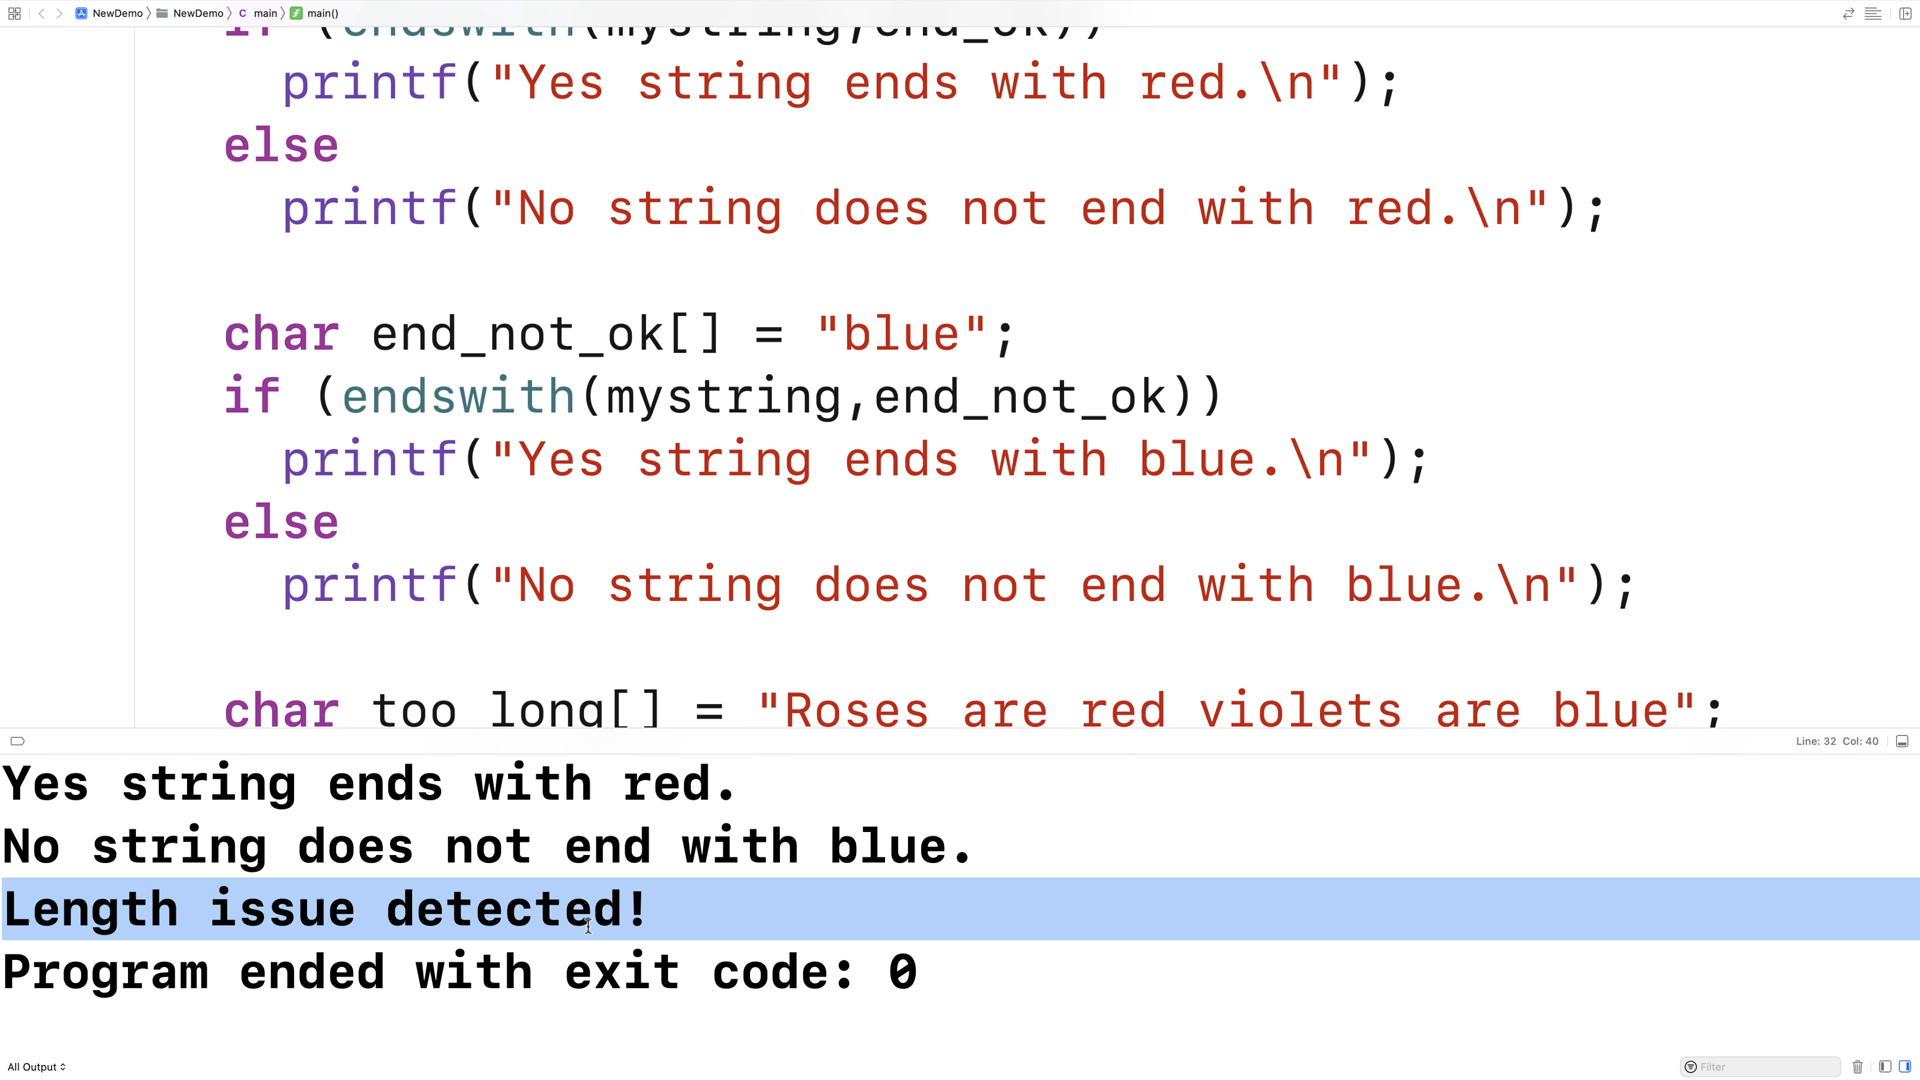 NewDemo NewDemo C main f main()
if (endswith(mystring,end_ok))
printf("Yes string ends with red.\n");
else
printf("No string does not end with red.\n");
char end_not_ok[] = "blue";
if (endswith(mystring,end_not_ok))
printf("Yes string ends with blue.\n");
else
printf("No string does not end with blue.\n");
char too_long[] = "Roses are red violets are blue";
Line: 32 Col: 40
Yes string ends with red.
No string does not end with blue.
Length issue detected!
Program ended with exit code: 0
All Output
Filter